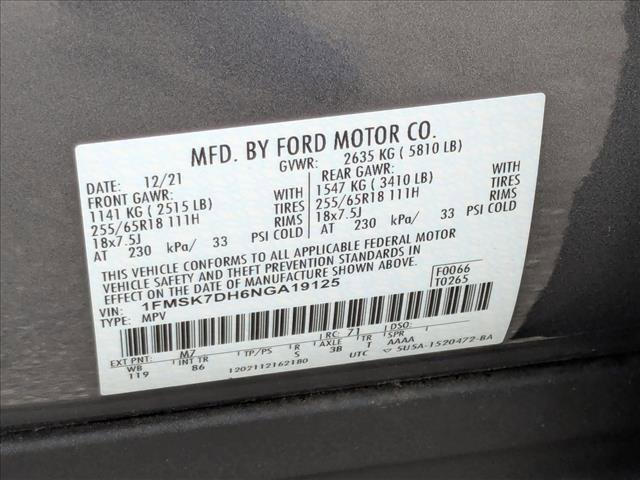 MFD. BY FORD MOTOR CO.
DATE: 12/21 GVWR: 2635 KG ( 5810 LB)
FRONT GAWR: WITH REAR GAWR: WITH
1141 KG ( 2515 LB) TIRES 1547 KG ( 3410 LB) TIRES
255/65R18 111H RIMS 255/65R18 111H RIMS
18x7.5J 18x7.5J
AT 230 kPa/ 33 PSI COLD AT 230 kPa/ 33 PSI COLD
THIS VEHICLE CONFORMS TO ALL APPLICABLE FEDERAL MOTOR
VEHICLE SAFETY AND THEFT PREVENTION STANDARDS IN
EFFECT ON THE DATE OF MANUFACTURE SHOWN ABOVE.
VIN: 1FMSK7DH6NGA19125 F0066
TYPE: MPV T0265
EXT PNT: M7 RC: 71 DSO:
WB INT TR TP/PS R AXLE TR SPR
119 86 S 3B T AAAA
1202112162180 UTC 5U5A-1520472-BA